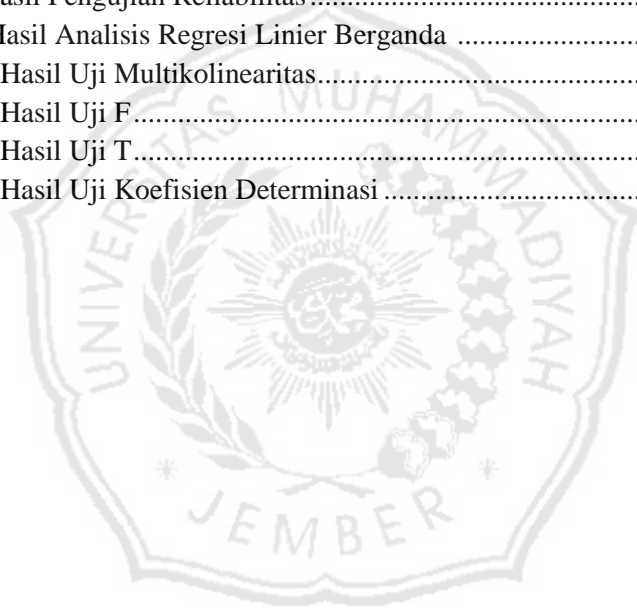 Hasil Pengujian Reliabilitas..............................................
Hasil Analisis Regresi Linier Berganda .........................
Hasil Uji Multikolinearitas............................................
Hasil Uji F.....................................................................
Hasil Uji T.....................................................................
Hasil Uji Koefisien Determinasi ...................................
UNIVERSITAS MUHAMMADIYAH
JEMBER